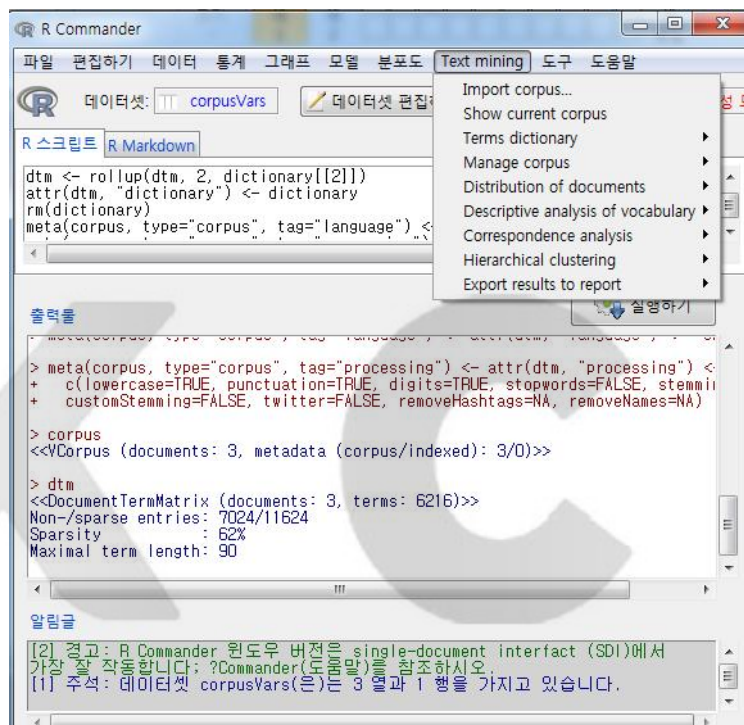 R Commander
파일 편집하기 데이터 통계 그래프 모델 분포도 Text mining 도구 도움말
데이터셋: corpusVars 데이터셋 편집
Import corpus...
Show current corpus
Terms dictionary
Manage corpus
Distribution of documents
Descriptive analysis of vocabulary
Correspondence analysis
Hierarchical clustering
Export results to report
R 스크립트 R Markdown
dtm <- rollup(dtm, 2, dictionary[[2]])
attr(dtm, "dictionary") <- dictionary
rm(dictionary)
meta(corpus, type="corpus", tag="language") <-
실행하기
출력물
> meta(corpus, type="corpus", tag="processing") <- attr(dtm, "processing") <-
+ c(lowercase=TRUE, punctuation=TRUE, digits=TRUE, stopwords=FALSE,
+ customStemming=FALSE, twitter=FALSE, removeHashtags=NA, removeNames=NA)
> corpus
<<VCorpus (documents: 3, metadata (corpus/indexed): 3/0)>>
> dtm
<<DocumentTermMatrix (documents: 3, terms: 6216)>>
Non-/sparse entries: 7024/11624
Sparsity : 62%
Maximal term length: 90
알림글
[2] 경고: R Commander 윈도우 버전은 single-document interfact (SDI)에서
가장 잘 작동합니다; ?Commander(도움말)를 참조하시오.
[1] 주석: 데이터셋 corpusVars(은)는 3 열과 1 행을 가지고 있습니다.